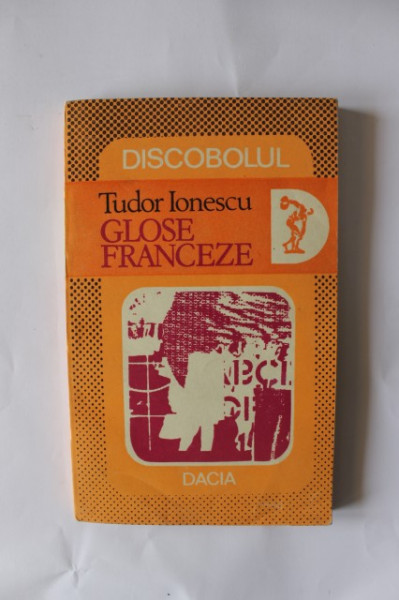 DISCOBOLUL
Tudor Ionescu
GLOSE
FRANCEZE
DACIA